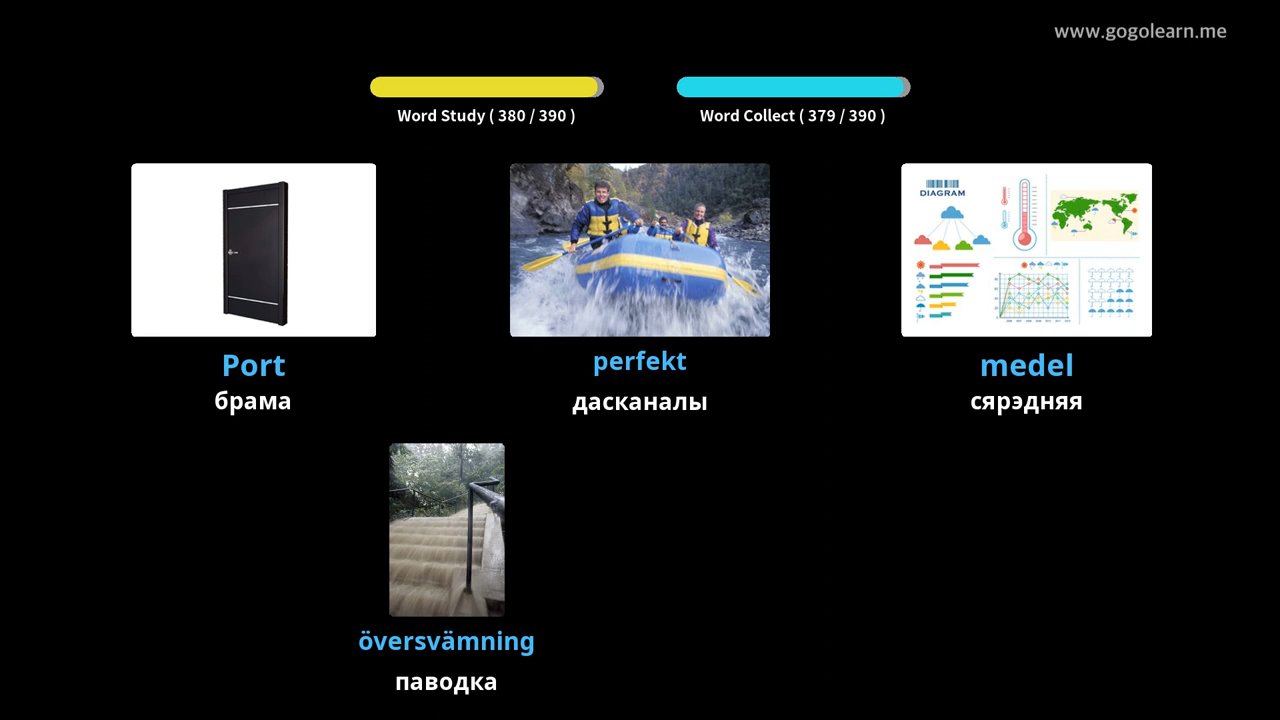 www.gogolearn.me
Word Study ( 380 / 390 )
Word Collect ( 379 / 390 )
DIAGRAM
Port
брама
perfekt
дасканалы
medel
сярэдняя
översvämning
паводка